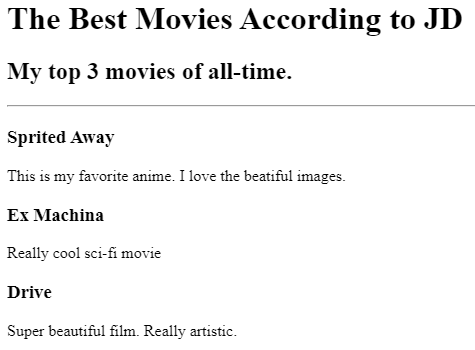 The Best Movies According to JD
My top 3 movies of all-time.
Sprited Away
This is my favorite anime. I love the beatiful images.
Ex Machina
Really cool sci-fi movie
Drive
Super beautiful film. Really artistic.